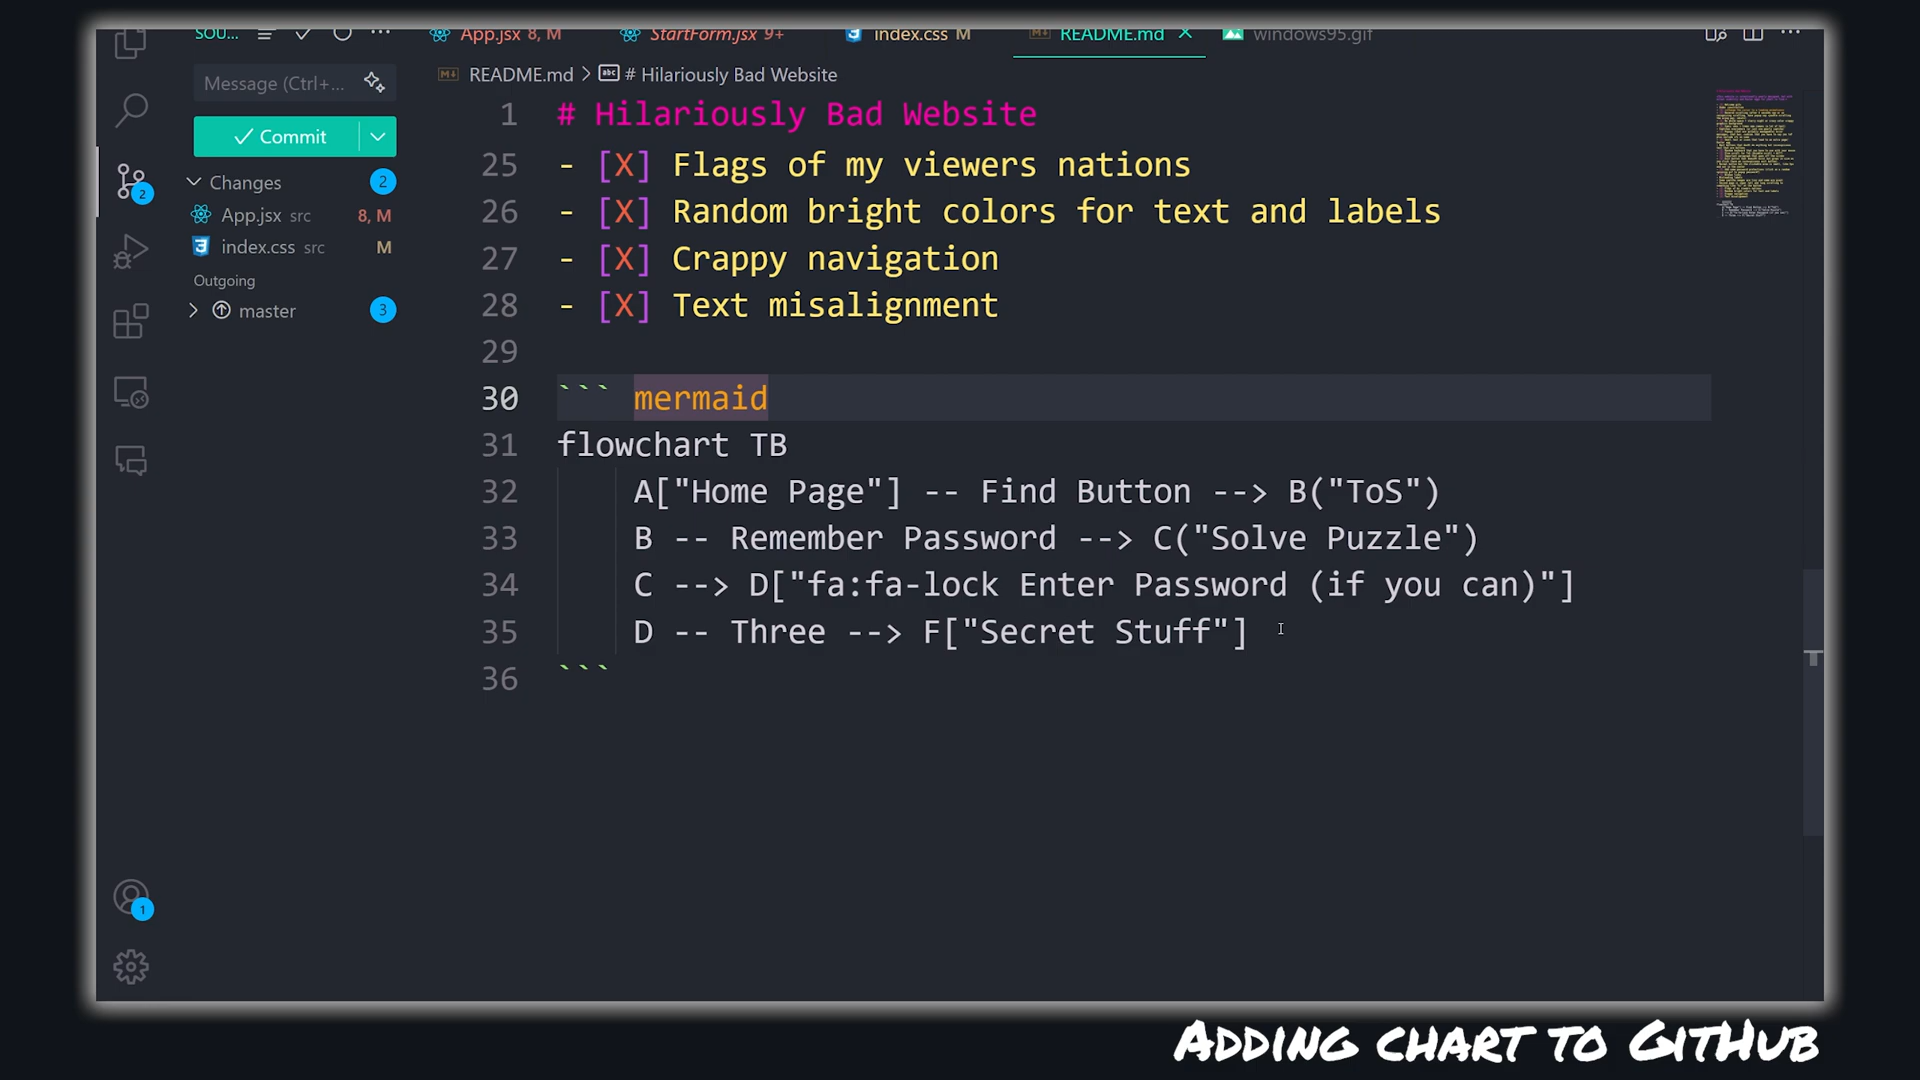 SOU...
App.jsx 8, M
StartForm.jsx 9+
index.css M
README.md
windows95.gif
README.md > # Hilariously Bad Website
Message (Ctrl+...
Commit
Changes 2
App.jsx src 8, M
index.css src M
Outgoing
master 3
2
1
1 # Hilariously Bad Website
25 - [X] Flags of my viewers nations
26 - [X] Random bright colors for text and labels
27 - [X] Crappy navigation
28 - [X] Text misalignment
29
30 ``` mermaid
31 flowchart TB
32 A["Home Page"] -- Find Button --> B("ToS")
33 B -- Remember Password --> C("Solve Puzzle")
34 C --> D["fa:fa-lock Enter Password (if you can)"]
35 D -- Three --> F["Secret Stuff"]
36 ```
Adding chart to GitHub